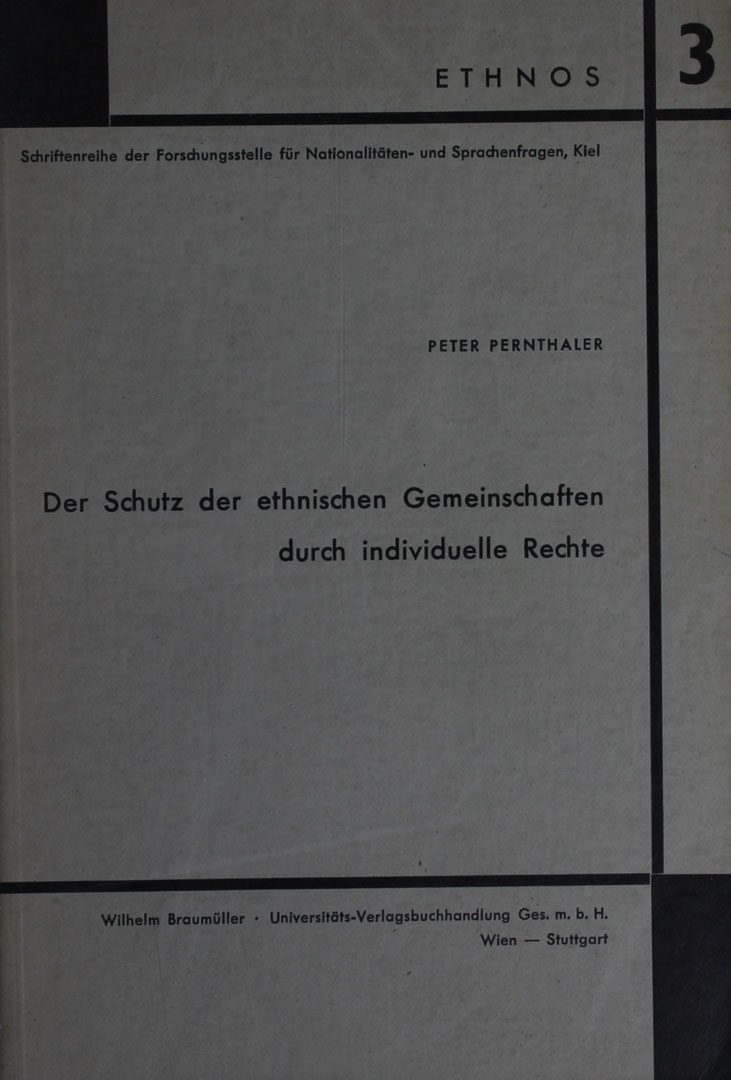 ETHNOS
3
Schriftenreihe der Forschungsstelle für Nationalitäten- und Sprachenfragen, Kiel
PETER PERNTHALER
Der Schutz der ethnischen Gemeinschaften
durch individuelle Rechte
Wilhelm Braumüller · Universitäts-Verlagsbuchhandlung Ges. m. b. H.
Wien — Stuttgart